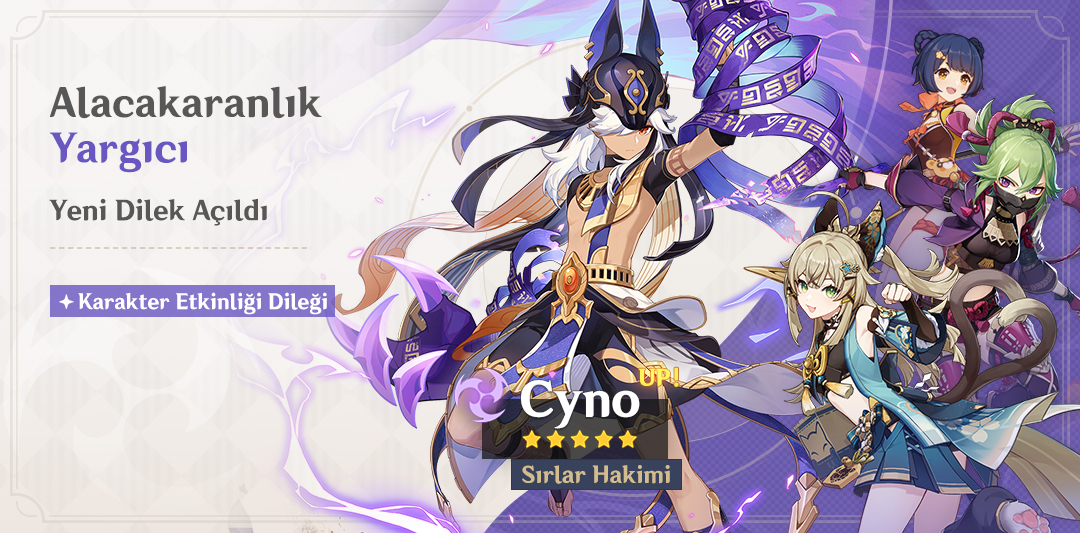 Alacakaranlık
Yargıcı
Yeni Dilek Açıldı
Karakter Etkinliği Dileği
UP!
Cyno
Sırlar Hakimi